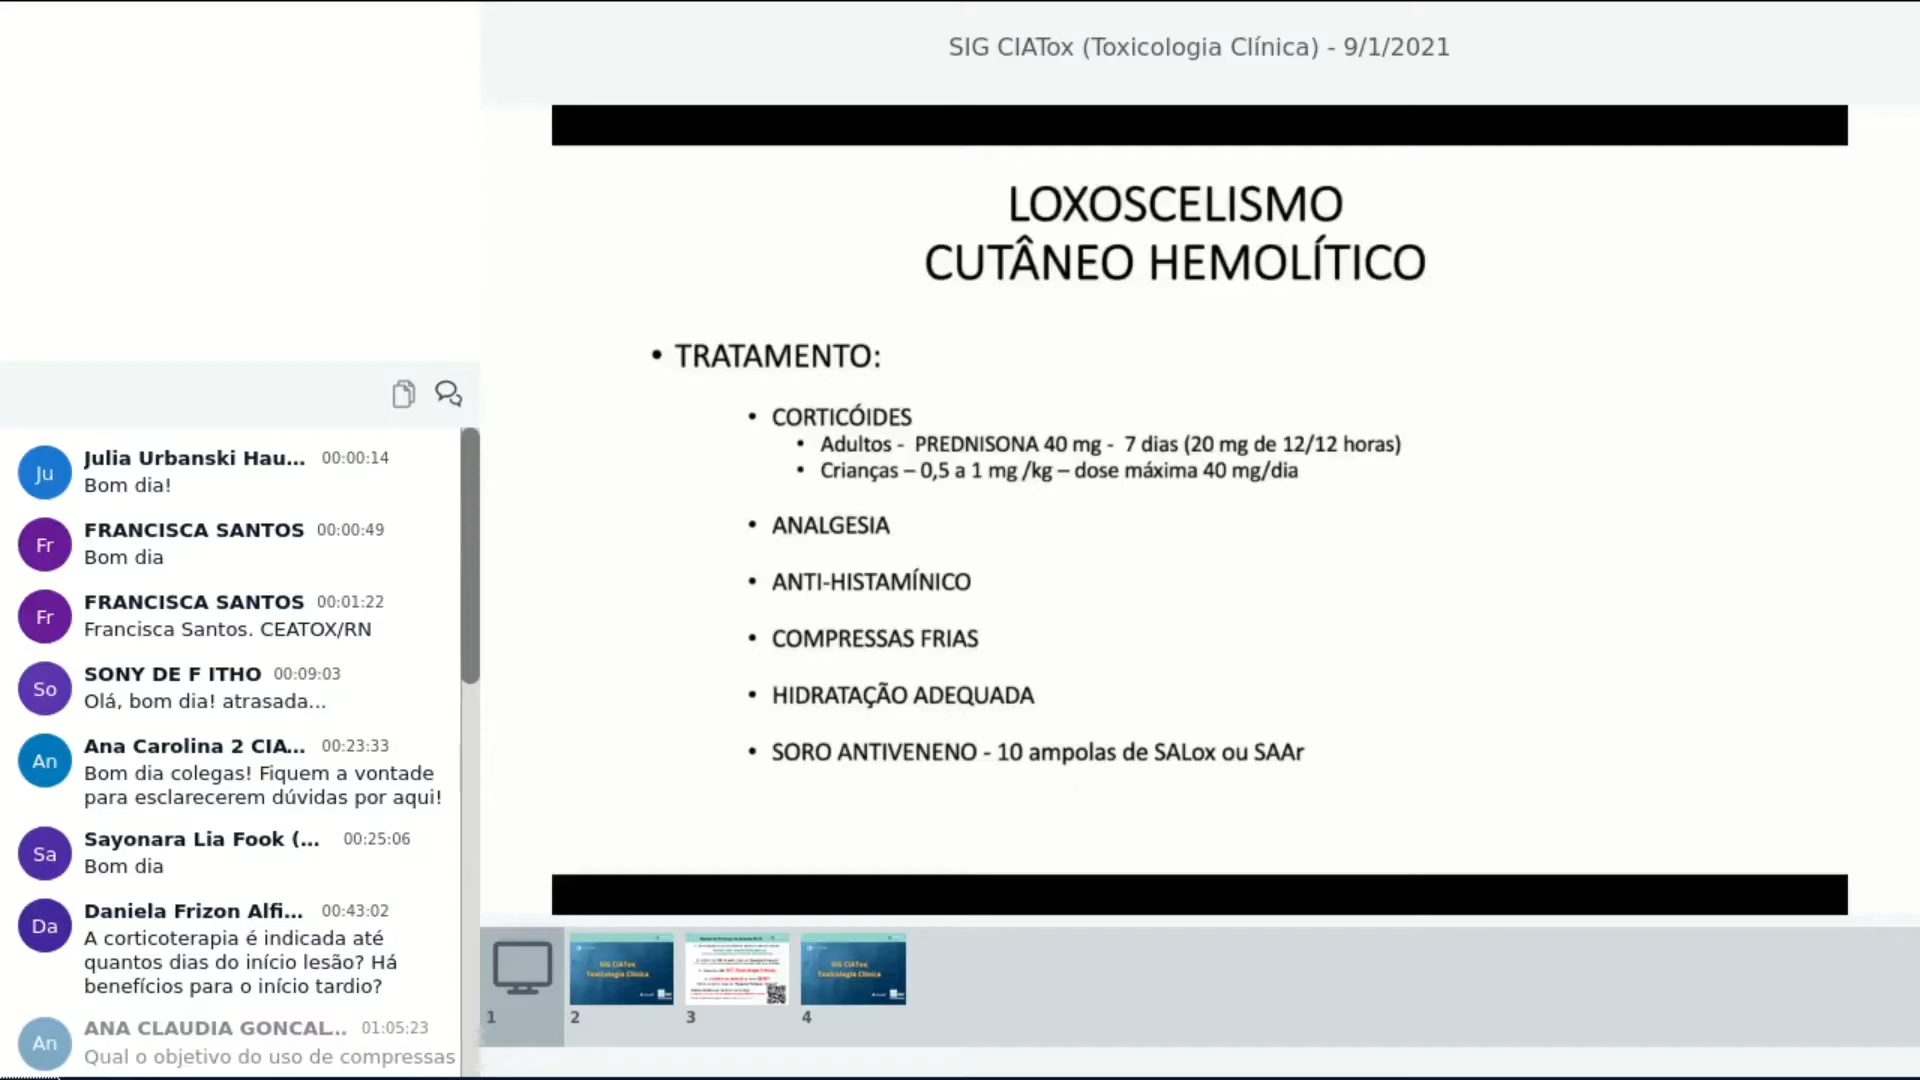 SIG CIATox (Toxicologia Clínica) - 9/1/2021
LOXOSCELISMO
CUTÂNEO HEMOLÍTICO
• TRATAMENTO:
• CORTICÓIDES
• Adultos - PREDNISONA 40 mg - 7 dias (20 mg de 12/12 horas)
• Crianças – 0,5 a 1 mg /kg – dose máxima 40 mg/dia
• ANALGESIA
• ANTI-HISTAMÍNICO
• COMPRESSAS FRIAS
• HIDRATAÇÃO ADEQUADA
• SORO ANTIVENENO - 10 ampolas de SALox ou SAAr
Ju
Julia Urbanski Hau... 00:00:14
Bom dia!
Fr
FRANCISCA SANTOS 00:00:49
Bom dia
Fr
FRANCISCA SANTOS 00:01:22
Francisca Santos. CEATOX/RN
So
SONY DE F ITHO 00:09:03
Olá, bom dia! atrasada...
An
Ana Carolina 2 CIA... 00:23:33
Bom dia colegas! Fiquem a vontade
para esclarecerem dúvidas por aqui!
Sa
Sayonara Lia Fook (... 00:25:06
Bom dia
Da
Daniela Frizon Alfi... 00:43:02
A corticoterapia é indicada até
quantos dias do início lesão? Há
benefícios para o início tardio?
An
ANA CLAUDIA GONCAL... 01:05:23
Qual o objetivo do uso de compressas
SIG CIATox
Toxicologia Clínica
SIG CIATox
Toxicologia Clínica
1
2
3
4